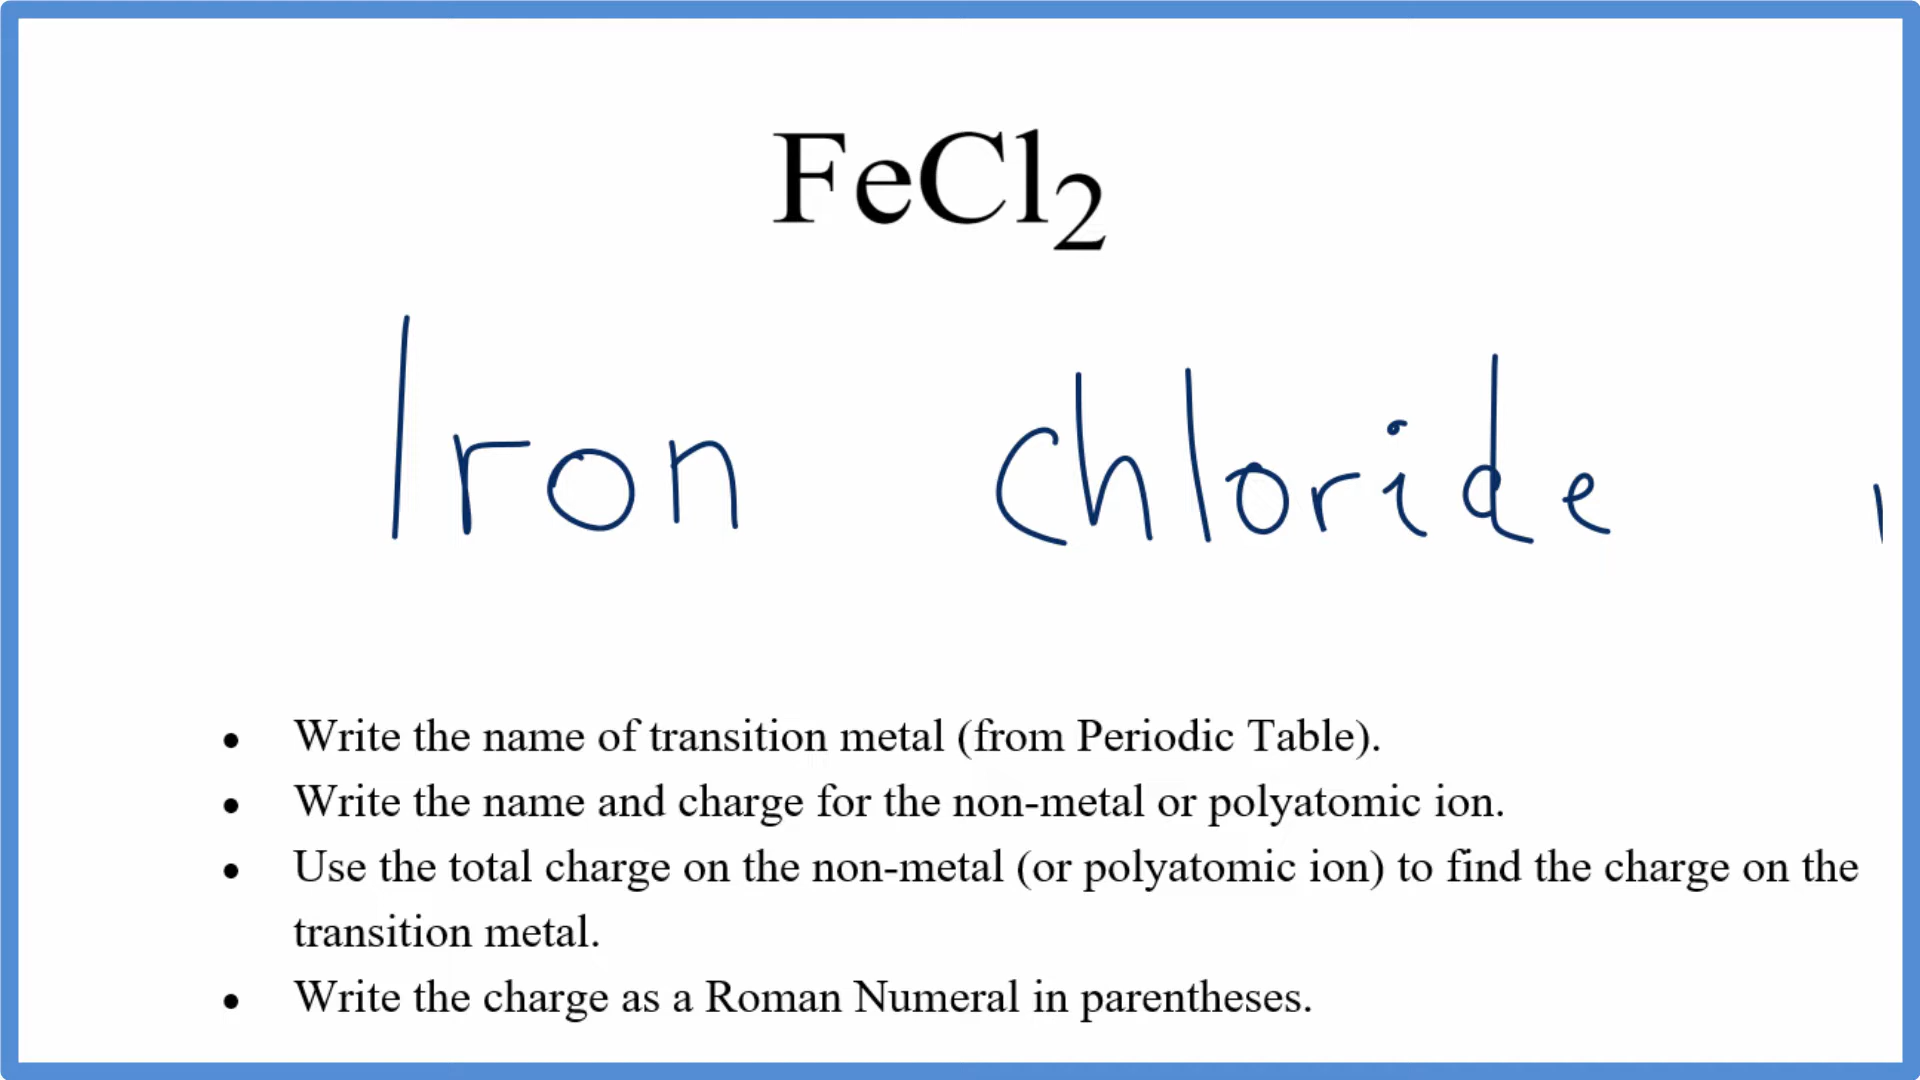 FeCl₂
Iron chloride
• Write the name of transition metal (from Periodic Table).
• Write the name and charge for the non-metal or polyatomic ion.
• Use the total charge on the non-metal (or polyatomic ion) to find the charge on the
transition metal.
• Write the charge as a Roman Numeral in parentheses.